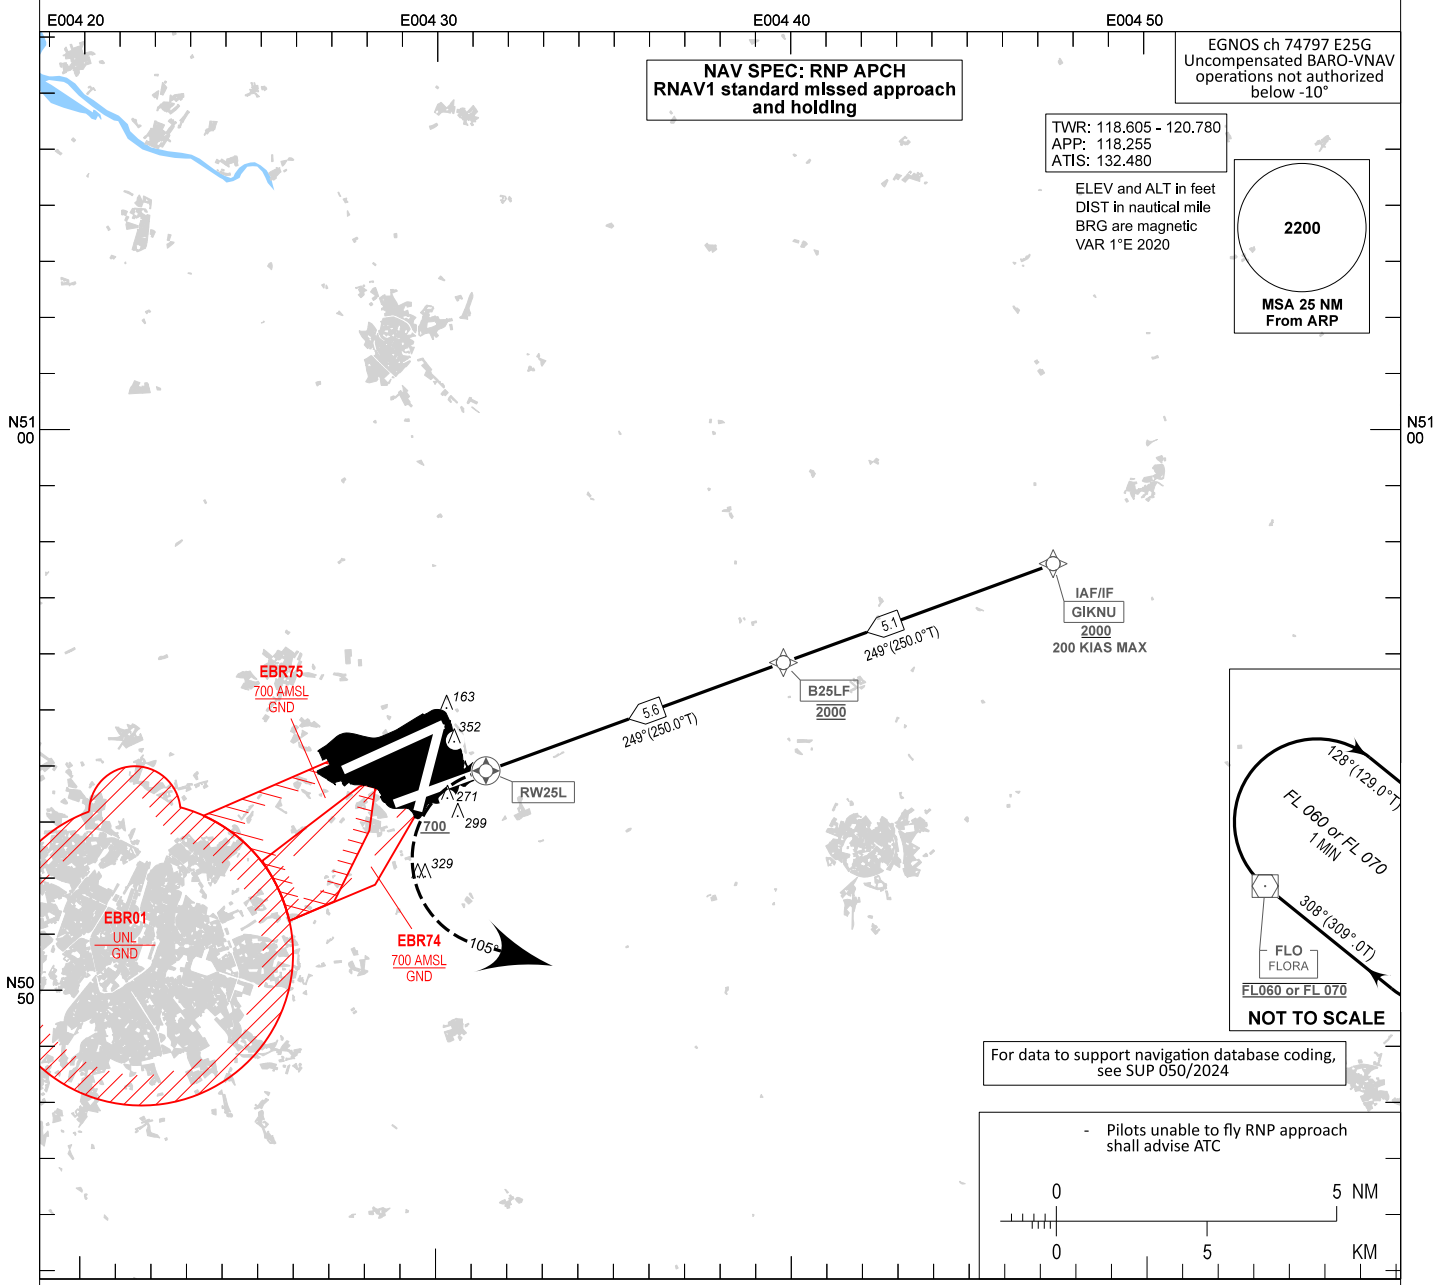 E004 20
E004 30
E004 40
E004 50
EGNOS ch 74797 E25G
Uncompensated BARO-VNAV
operations not authorized
below -10°
NAV SPEC: RNP APCH
RNAV1 standard missed approach
and holding
TWR: 118.605 - 120.780
APP: 118.255
ATIS: 132.480
ELEV and ALT in feet
DIST in nautical mile
BRG are magnetic
VAR 1°E 2020
2200
MSA 25 NM
From ARP
N51
00
N51
00
IAF/IF
GIKNU
2000
200 KIAS MAX
5.1
249°(250.0°T)
B25LF
2000
5.6
249°(250.0°T)
EBR75
700 AMSL
GND
163
352
RW25L
271
299
700
329
105°
EBR01
UNL
GND
EBR74
700 AMSL
GND
N50
50
128°(129.0°T)
FL 060 or FL 070
1 MIN
308°(309°.0T)
FLO
FLORA
FL060 or FL 070
NOT TO SCALE
For data to support navigation database coding,
see SUP 050/2024
- Pilots unable to fly RNP approach
shall advise ATC
0 5 NM
0 5 KM